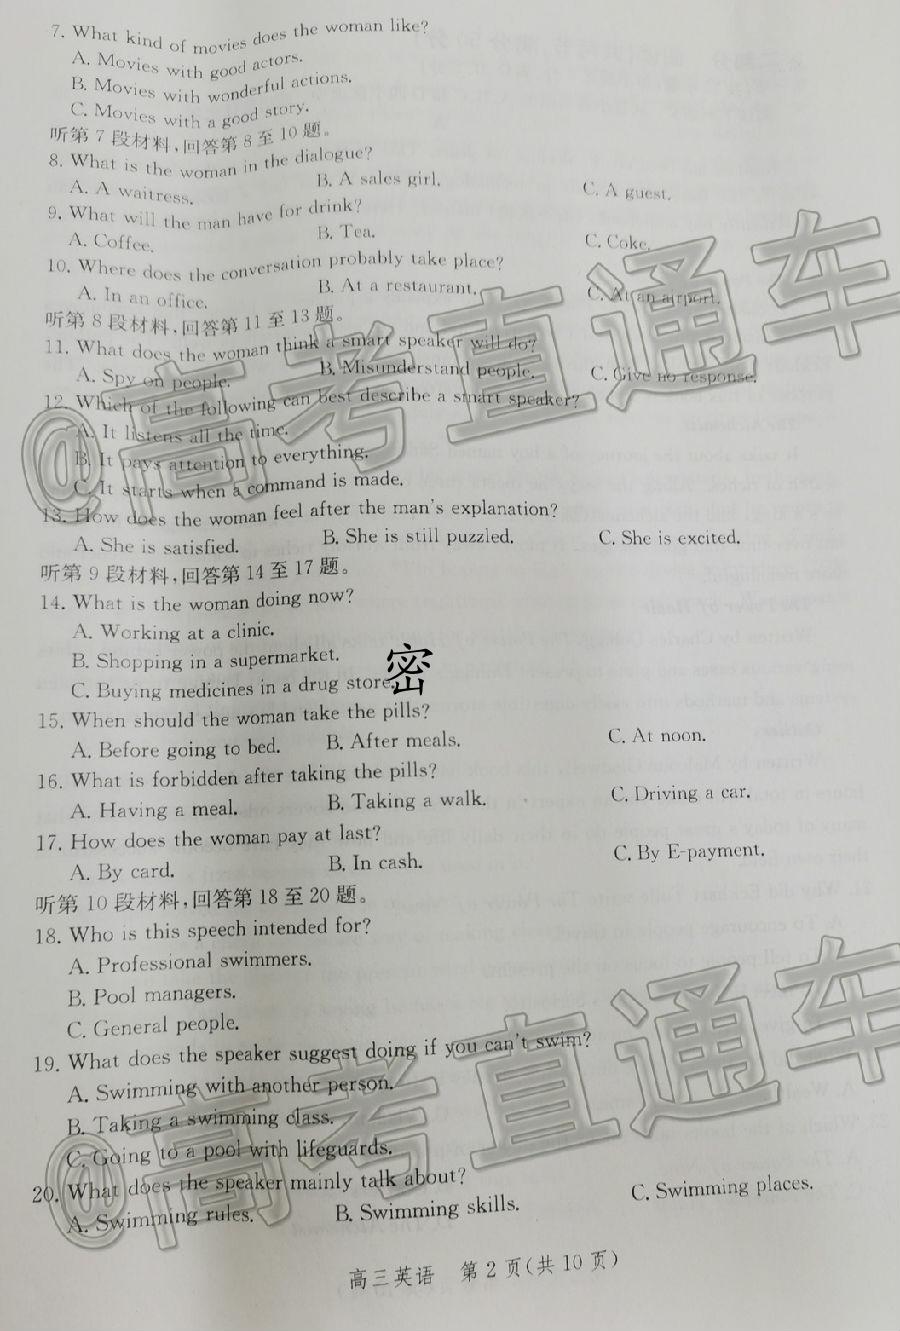 7. What kind of movies does the woman like?
A. Movies with good actors.
B. Movies with wonderful actions.
C. Movies with a good story.
听第 7 段材料,回答第 8 至 10 题。
8. What is the woman in the dialogue?
A. A waitress. B. A sales girl. C. A guest.
9. What will the man have for drink?
A. Coffee. B. Tea. C. Coke.
10. Where does the conversation probably take place?
A. In an office. B. At a restaurant. C. At an airport.
听第 8 段材料,回答第 11 至 13 题。
11. What does the woman think a smart speaker will do?
A. Spy on people. B. Misunderstand people. C. Give no response.
12. Which of the following can best describe a smart speaker?
A. It listens all the time.
B. It pays attention to everything.
C. It starts when a command is made.
13. How does the woman feel after the man's explanation?
A. She is satisfied. B. She is still puzzled. C. She is excited.
听第 9 段材料,回答第 14 至 17 题。
14. What is the woman doing now?
A. Working at a clinic.
B. Shopping in a supermarket.
C. Buying medicines in a drug store.
密
15. When should the woman take the pills?
A. Before going to bed. B. After meals. C. At noon.
16. What is forbidden after taking the pills?
A. Having a meal. B. Taking a walk. C. Driving a car.
17. How does the woman pay at last?
A. By card. B. In cash. C. By E-payment.
听第 10 段材料,回答第 18 至 20 题。
18. Who is this speech intended for?
A. Professional swimmers.
B. Pool managers.
C. General people.
19. What does the speaker suggest doing if you can't swim?
A. Swimming with another person.
B. Taking a swimming class.
C. Going to a pool with lifeguards.
20. What does the speaker mainly talk about?
A. Swimming rules. B. Swimming skills. C. Swimming places.
高三英语 第 2 页(共 10 页)
@高考直通车
@高考直通车